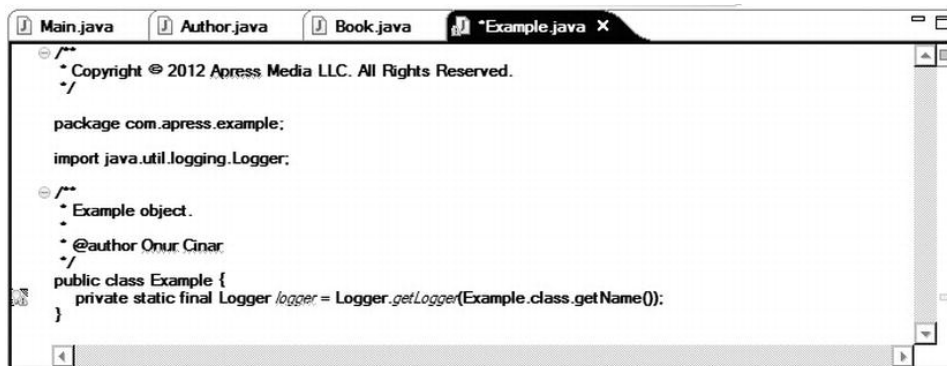 Main.java Author.java Book.java *Example.java
/**
* Copyright © 2012 Apress Media LLC. All Rights Reserved.
*/
package com.apress.example;
import java.util.logging.Logger;
/**
* Example object.
*
* @author Onur Cinar
*/
public class Example {
private static final Logger logger = Logger.getLogger(Example.class.getName());
}